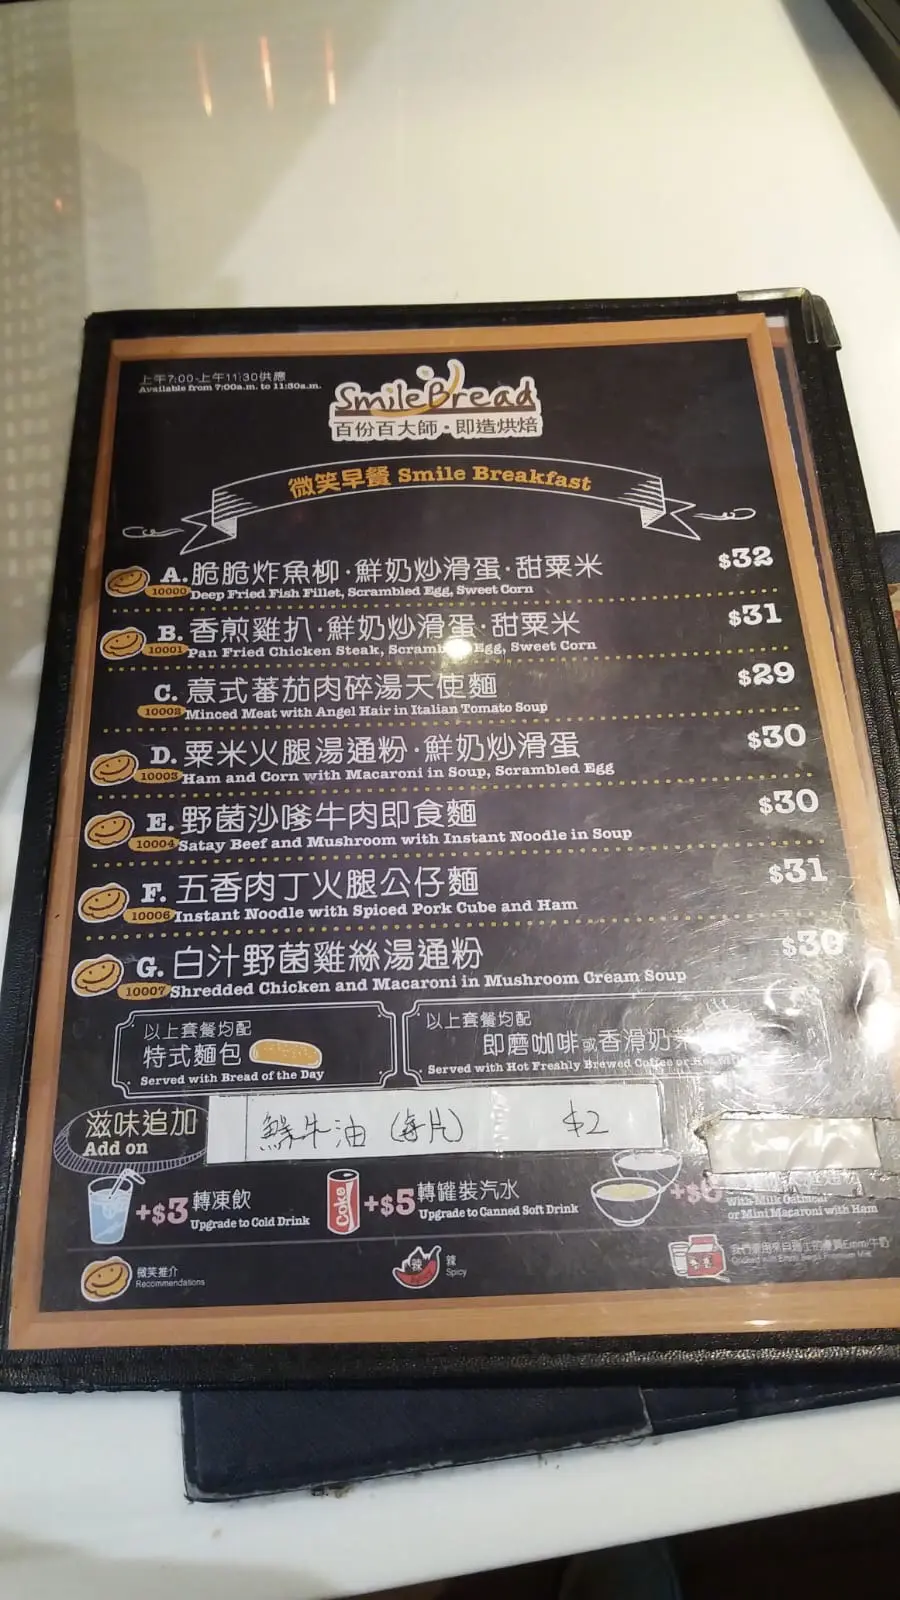 上午7:00-上午11:30供應
Available from 7:00a.m. to 11:30a.m.
SmileBread
百份百大師·即造烘焙
微笑早餐 Smile Breakfast
A. 脆脆炸魚柳·鮮奶炒滑蛋·甜粟米 $32
10000 Deep Fried Fish Fillet, Scrambled Egg, Sweet Corn
B. 香煎雞扒·鮮奶炒滑蛋·甜粟米 $31
10001 Pan Fried Chicken Steak, Scrambled Egg, Sweet Corn
C. 意式蕃茄肉碎湯天使麵 $29
10002 Minced Meat with Angel Hair in Italian Tomato Soup
D. 粟米火腿湯通粉·鮮奶炒滑蛋 $30
10003 Ham and Corn with Macaroni in Soup, Scrambled Egg
E. 野菌沙嗲牛肉即食麵 $30
10004 Satay Beef and Mushroom with Instant Noodle in Soup
F. 五香肉丁火腿公仔麵 $31
10006 Instant Noodle with Spiced Pork Cube and Ham
G. 白汁野菌雞絲湯通粉 $30
10007 Shredded Chicken and Macaroni in Mushroom Cream Soup
以上套餐均配
特式麵包
Served with Bread of the Day
以上套餐均配
即磨咖啡或香滑奶茶
Served with Hot Freshly Brewed Coffee or Hot
滋味追加
Add on
鮮牛油 (每片) $2
+$3 轉凍飲
Upgrade to Cold Drink
Coke
+$5 轉罐裝汽水
Upgrade to Canned Soft Drink
with Milk Oatmeal
or Mini Macaroni with Ham
微笑推介
Recommendations
辣
辣
Spicy